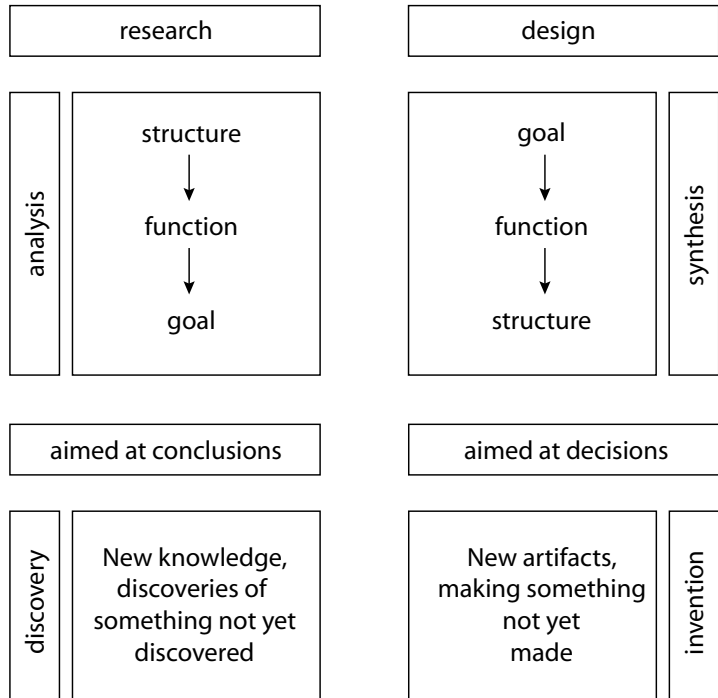 research
design
analysis
structure
function
goal
goal
function
structure
synthesis
aimed at conclusions
aimed at decisions
discovery
New knowledge,
discoveries of
something not yet
discovered
New artifacts,
making something
not yet
made
invention